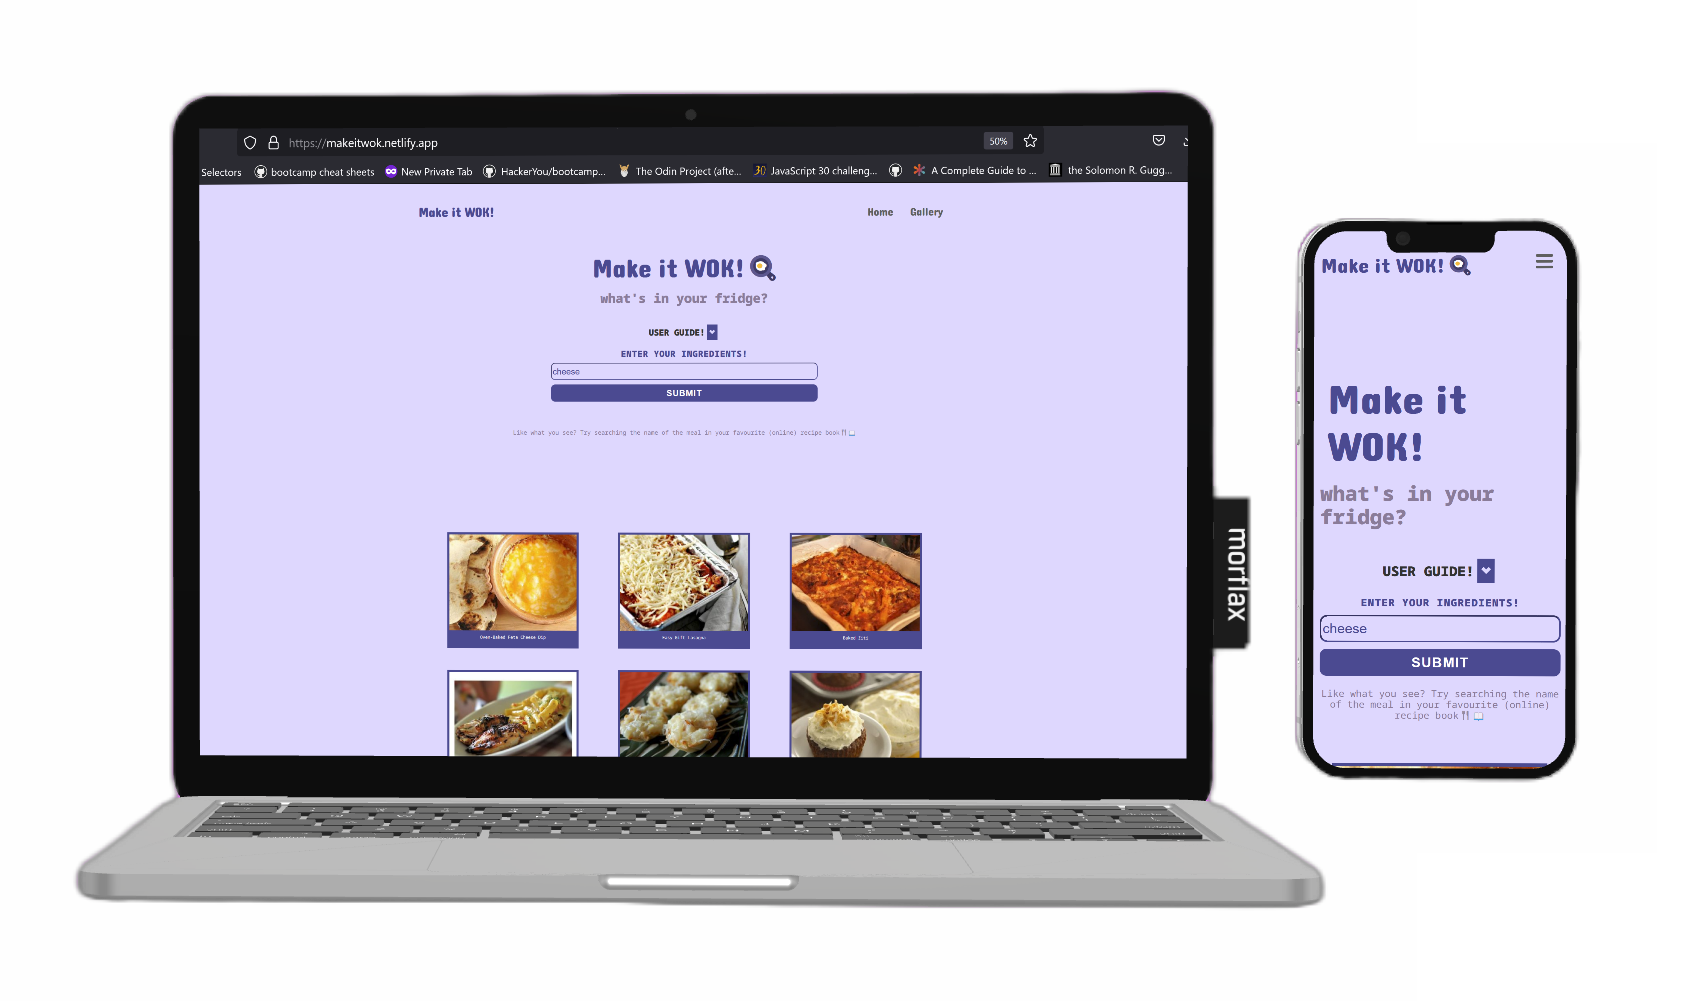 https://makeitwok.netlify.app
50%
Selectors
bootcamp cheat sheets
New Private Tab
HackerYou/bootcamp...
The Odin Project (afte...
30
JavaScript 30 challeng...
A Complete Guide to ...
the Solomon R. Gugg...
Make it WOK!
Home
Gallery
Make it WOK!
what's in your fridge?
USER GUIDE!
ENTER YOUR INGREDIENTS!
cheese
SUBMIT
Like what you see? Try searching the name of the meal in your favourite (online) recipe book🍴📖
Oven-Baked Feta Cheese Dip
Baked Ziti
morflax
Make it WOK!
Make it
WOK!
what's in your
fridge?
USER GUIDE!
ENTER YOUR INGREDIENTS!
cheese
SUBMIT
Like what you see? Try searching the name
of the meal in your favourite (online)
recipe book🍴📖